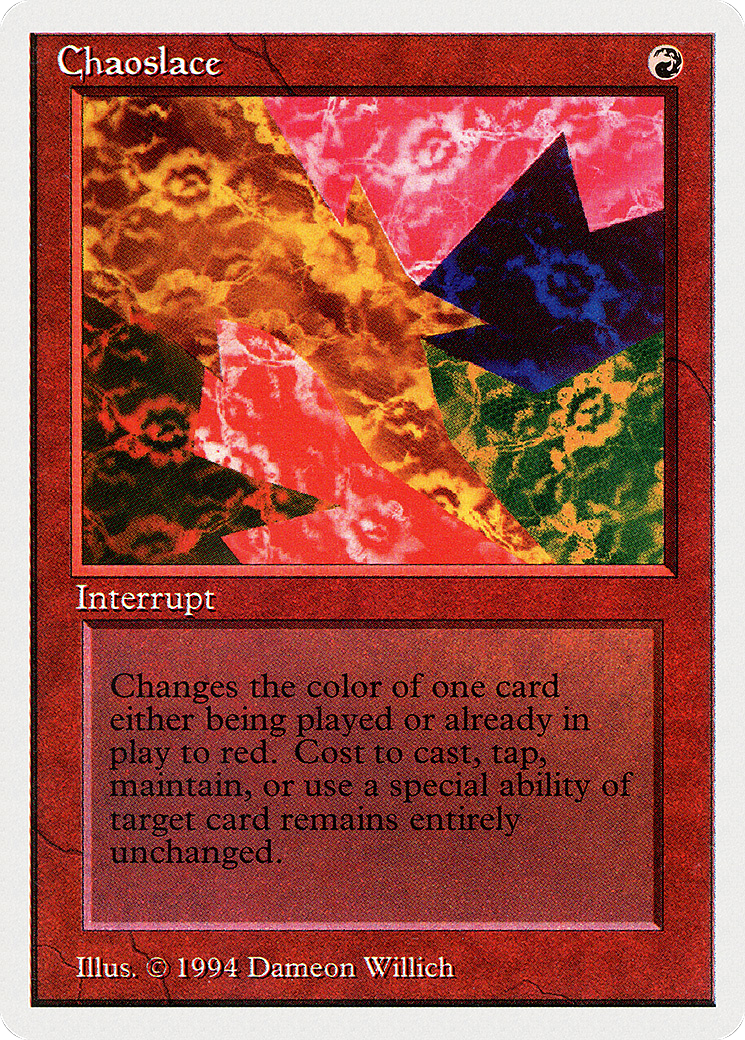 Chaoslace
Interrupt
Changes the color of one card
either being played or already in
play to red. Cost to cast, tap,
maintain, or use a special ability of
target card remains entirely
unchanged.
Illus. © 1994 Dameon Willich